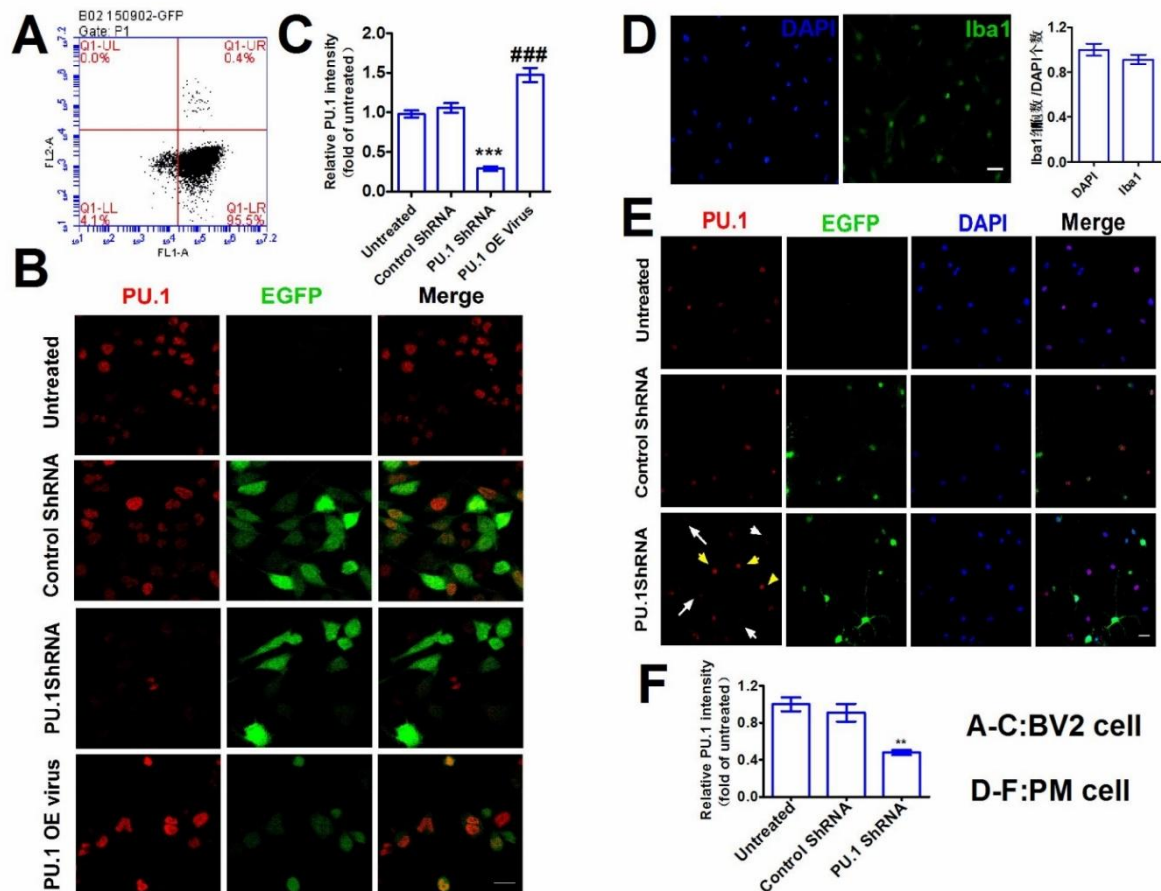 A
B02 150902-GFP
Gate: P1
Q1-UL
0.0%
Q1-UR
0.4%
Q1-LL
4.1%
Q1-LR
95.5%
FL2-A
FL1-A
C
Relative PU.1 intensity
(fold of untreated)
2.0
1.5
1.0
0.5
0.0
***
###
Untreated
Control ShRNA
PU.1 ShRNA
PU.1 OE Virus
B
PU.1 EGFP Merge
Untreated
Control ShRNA
PU.1ShRNA
PU.1 OE virus
D
DAPI
Iba1
Iba1细胞数/DAPI个数
1.2
0.8
0.4
0.0
DAPI
Iba1
E
PU.1 EGFP DAPI Merge
Untreated
Control ShRNA
PU.1ShRNA
F
Relative PU.1 intensity
(fold of untreated)
1.2
0.8
0.4
0.0
**
Untreated
Control ShRNA
PU.1 ShRNA
A-C:BV2 cell
D-F:PM cell